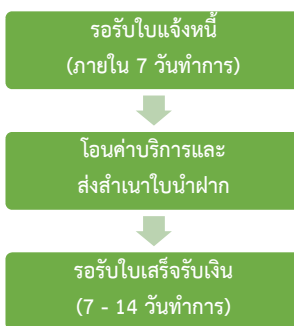 รอรับใบแจ้งหนี้
(ภายใน 7 วันทำการ)
โอนค่าบริการและ
ส่งสำเนาใบนำฝาก
รอรับใบเสร็จรับเงิน
(7 - 14 วันทำการ)